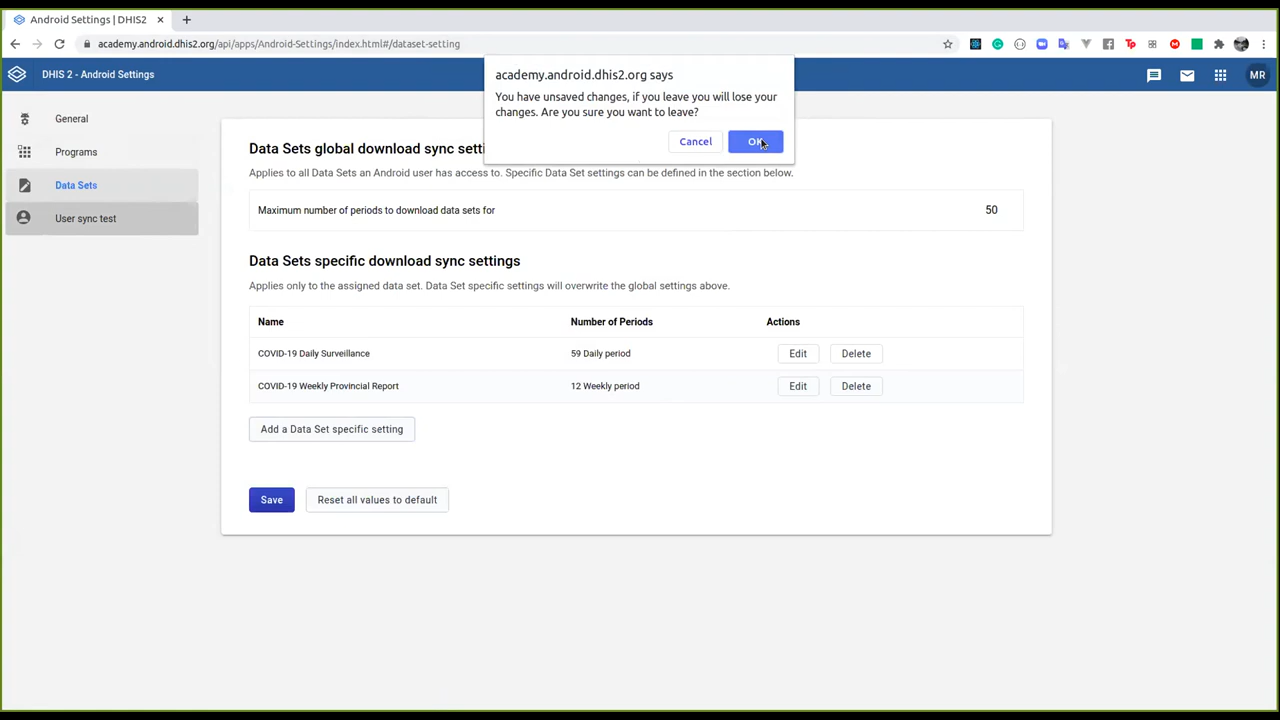 Android Settings | DHIS2
academy.android.dhis2.org/api/apps/Android-Settings/index.html#/dataset-setting
DHIS 2 - Android Settings
MR
academy.android.dhis2.org says
You have unsaved changes, if you leave you will lose your
changes. Are you sure you want to leave?
Cancel
OK
General
Programs
Data Sets
User sync test
Data Sets global download sync setti
Applies to all Data Sets an Android user has access to. Specific Data Set settings can be defined in the section below.
Maximum number of periods to download data sets for 50
Data Sets specific download sync settings
Applies only to the assigned data set. Data Set specific settings will overwrite the global settings above.
Name Number of Periods Actions
COVID-19 Daily Surveillance 59 Daily period Edit Delete
COVID-19 Weekly Provincial Report 12 Weekly period Edit Delete
Add a Data Set specific setting
Save Reset all values to default